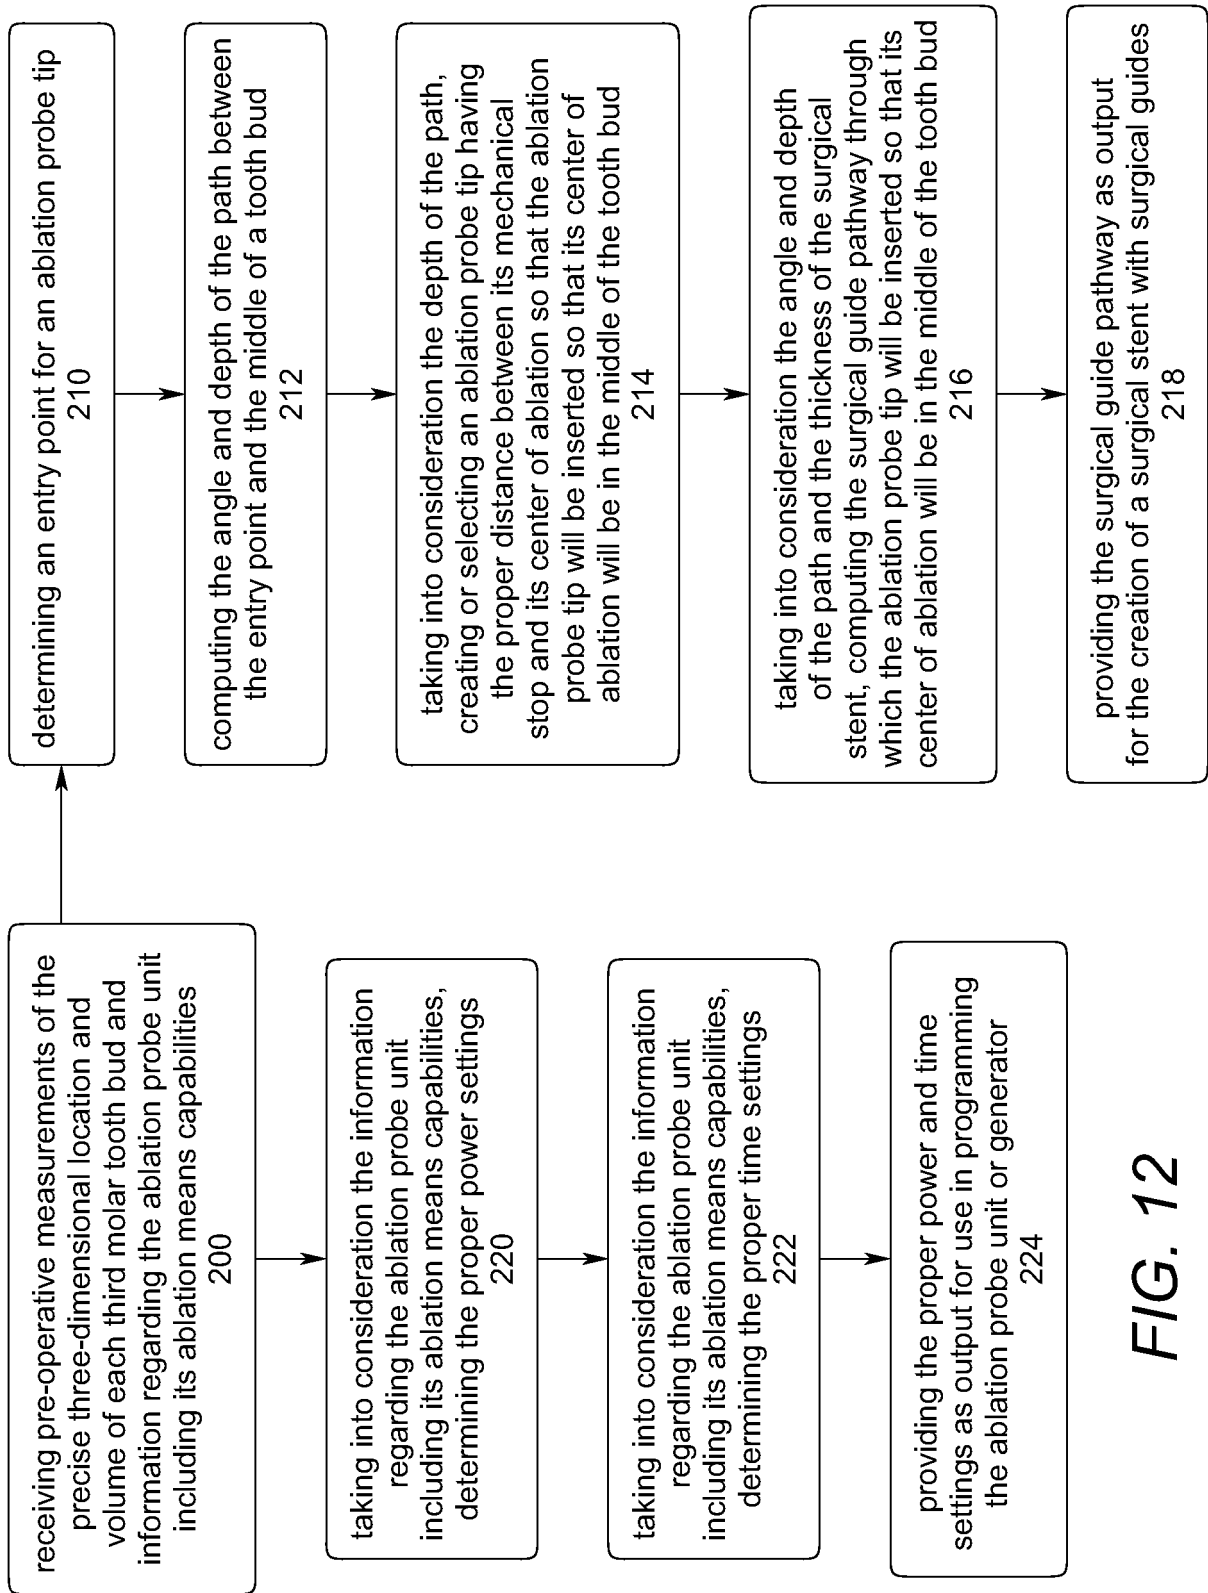 receiving pre-operative measurements of the
precise three-dimensional location and
volume of each third molar tooth bud and
information regarding the ablation probe unit
including its ablation means capabilities
200
taking into consideration the information
regarding the ablation probe unit
including its ablation means capabilities,
determining the proper power settings
220
taking into consideration the information
regarding the ablation probe unit
including its ablation means capabilities,
determining the proper time settings
222
providing the proper power and time
settings as output for use in programming
the ablation probe unit or generator
224
determining an entry point for an ablation probe tip
210
computing the angle and depth of the path between
the entry point and the middle of a tooth bud
212
taking into consideration the depth of the path,
creating or selecting an ablation probe tip having
the proper distance between its mechanical
stop and its center of ablation so that the ablation
probe tip will be inserted so that its center of
ablation will be in the middle of the tooth bud
214
taking into consideration the angle and depth
of the path and the thickness of the surgical
stent, computing the surgical guide pathway through
which the ablation probe tip will be inserted so that its
center of ablation will be in the middle of the tooth bud
216
providing the surgical guide pathway as output
for the creation of a surgical stent with surgical guides
218
FIG. 12